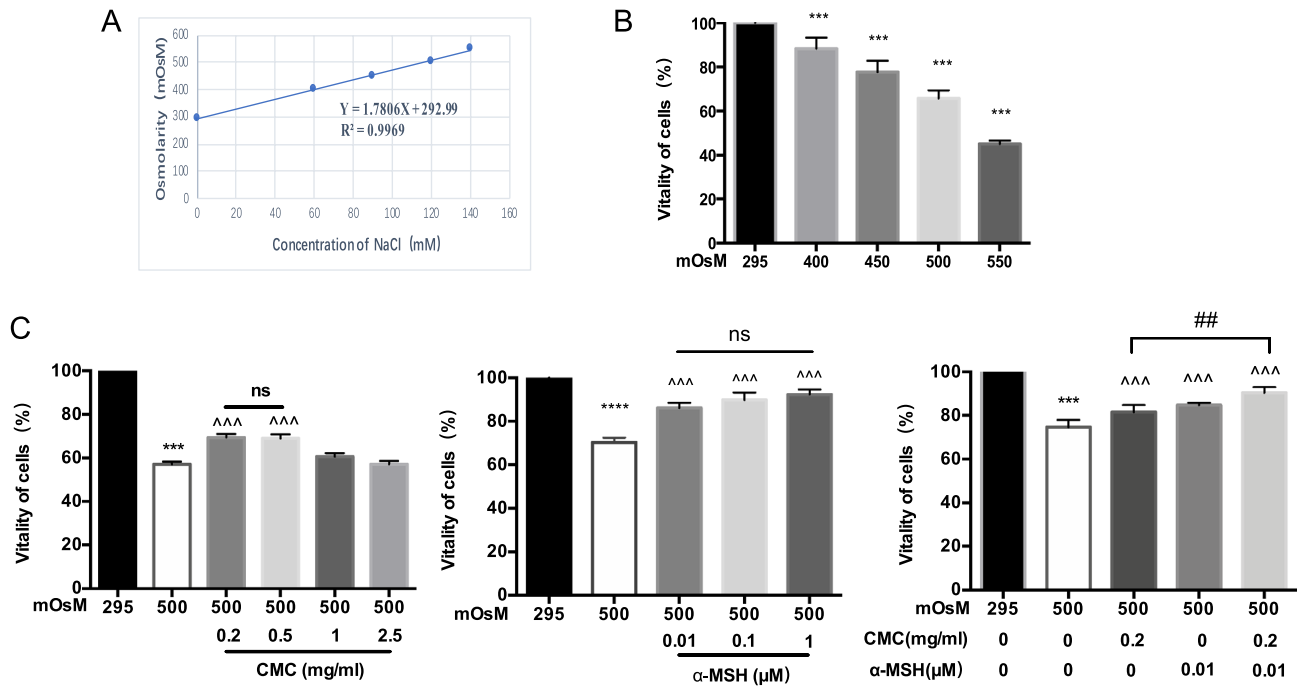 A
600
500
400
300
200
100
0
Osmolarity (mOsM)
Y = 1.7806X + 292.99
R² = 0.9969
0 20 40 60 80 100 120 140 160
Concentration of NaCl (mM)
B
Vitality of cells (%)
100
80
60
40
20
0
*** *** *** ***
mOsM 295 400 450 500 550
C
Vitality of cells (%)
100
80
60
40
20
0
ns
*** ^^^ ^^^
mOsM 295 500 500 500 500 500
0.2 0.5 1 2.5
CMC (mg/ml)
Vitality of cells (%)
100
80
60
40
20
0
ns
**** ^^^ ^^^ ^^^
mOsM 295 500 500 500 500
0.01 0.1 1
α-MSH (μM)
Vitality of cells (%)
100
80
60
40
20
0
##
*** ^^^ ^^^ ^^^
mOsM 295 500 500 500 500
CMC(mg/ml) 0 0 0.2 0 0.2
α-MSH(μM) 0 0 0 0.01 0.01